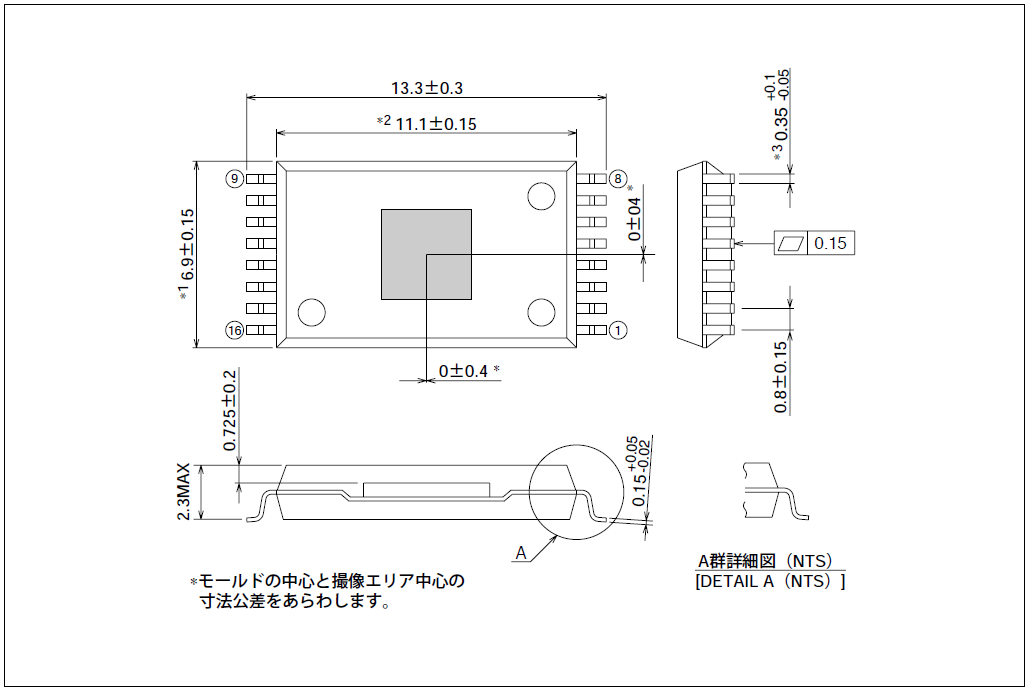 13.3±0.3
*2 11.1±0.15
*3 0.35 +0.1 -0.05
⑨
⑧
*1 6.9±0.15
0±04 *
0.15
⑯
①
0±0.4 *
0.8±0.15
0.725±0.2
2.3MAX
0.15 +0.05 -0.02
A
A群詳細図（NTS）
[DETAIL A（NTS）]
*モールドの中心と撮像エリア中心の
寸法公差をあらわします。